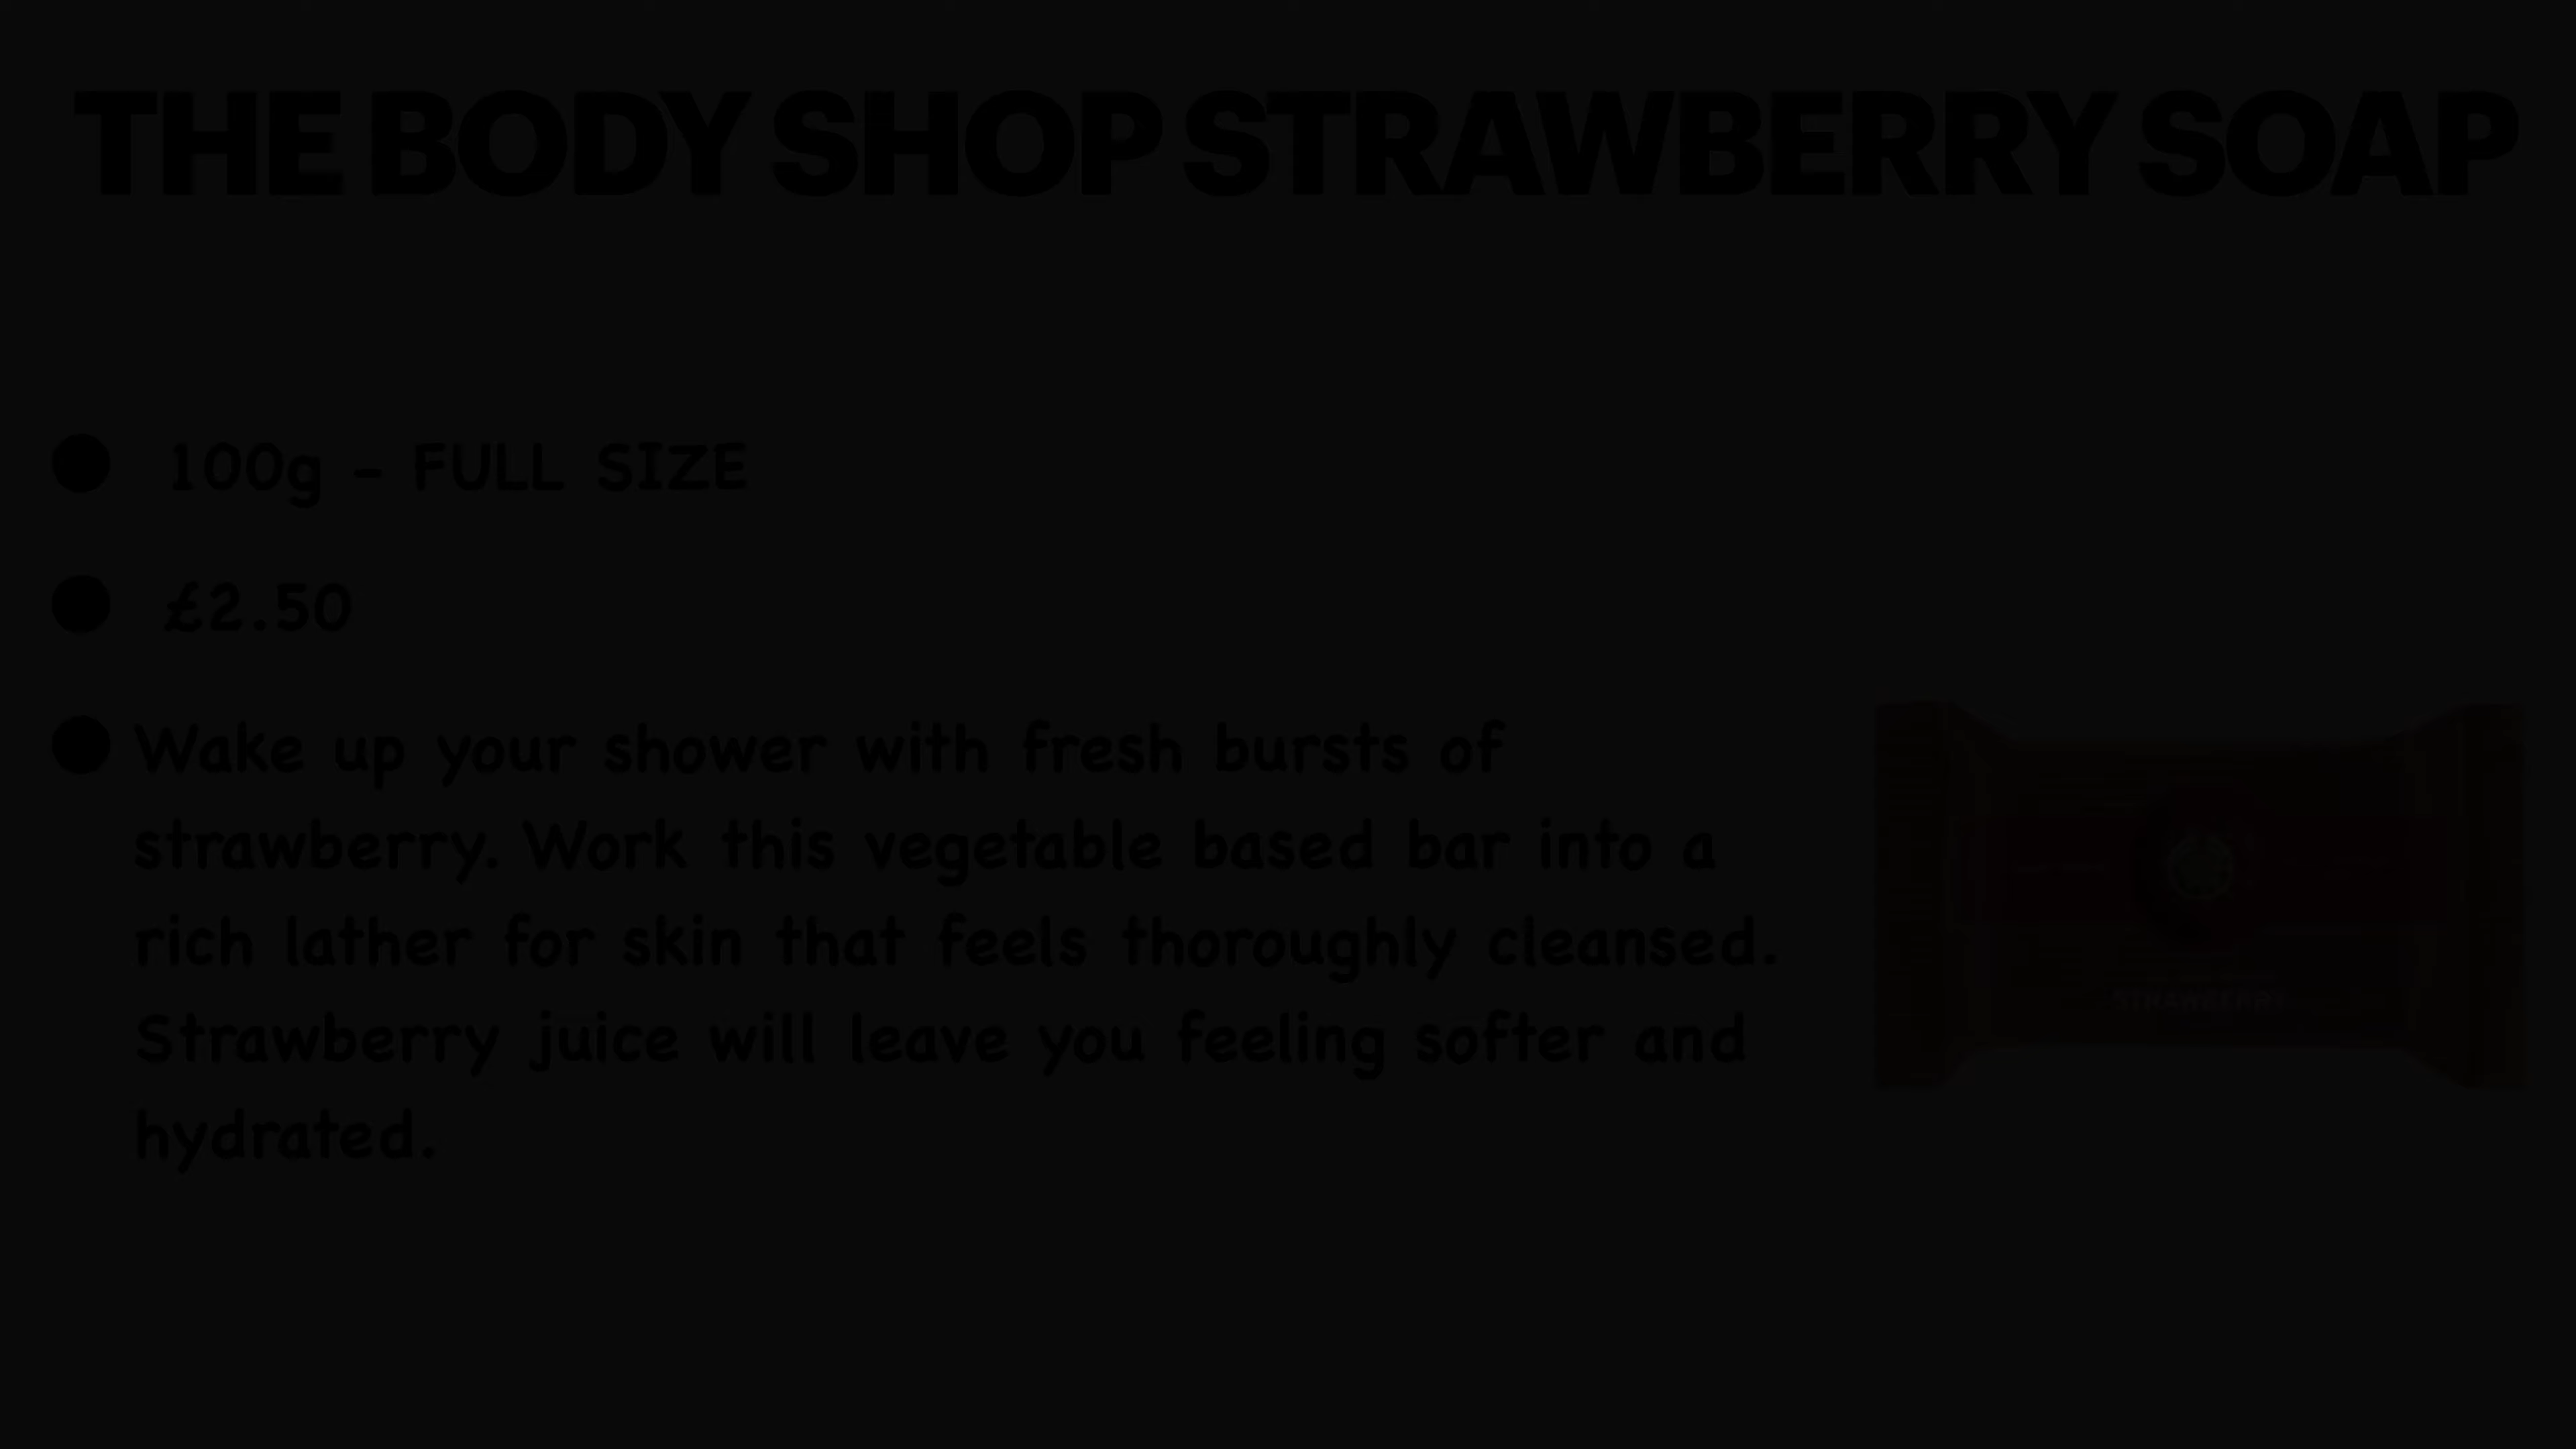 THE BODY SHOP STRAWBERRY SOAP
100g - FULL SIZE
£2.50
Wake up your shower with fresh bursts of
strawberry. Work this vegetable based bar into a
rich lather for skin that feels thoroughly cleansed.
Strawberry juice will leave you feeling softer and
hydrated.
STRAWBERRY